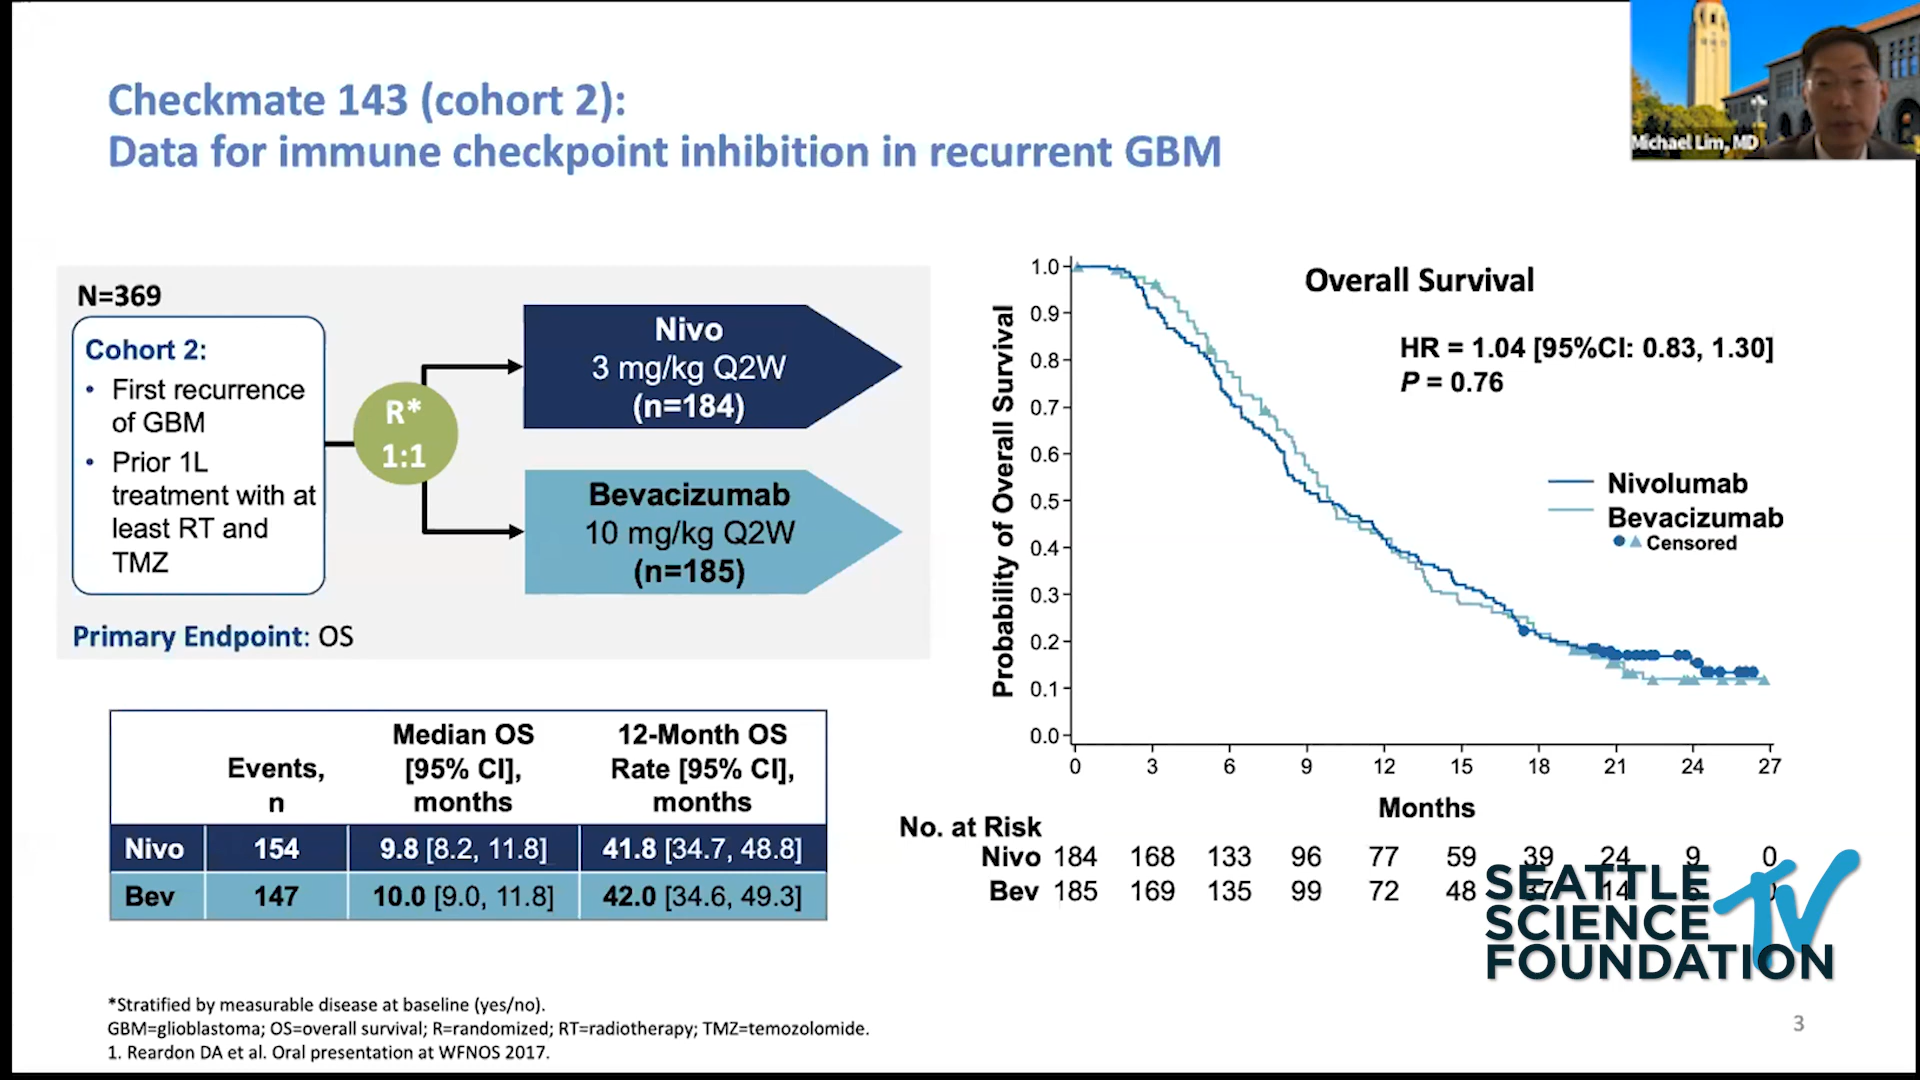 Checkmate 143 (cohort 2):
Data for immune checkpoint inhibition in recurrent GBM
Michael Lim, MD
N=369
Cohort 2:
• First recurrence
of GBM
• Prior 1L
treatment with at
least RT and
TMZ
R*
1:1
Nivo
3 mg/kg Q2W
(n=184)
Bevacizumab
10 mg/kg Q2W
(n=185)
Primary Endpoint: OS
Events,
n
Median OS
[95% CI],
months
12-Month OS
Rate [95% CI],
months
Nivo 154 9.8 [8.2, 11.8] 41.8 [34.7, 48.8]
Bev 147 10.0 [9.0, 11.8] 42.0 [34.6, 49.3]
Overall Survival
HR = 1.04 [95%CI: 0.83, 1.30]
P = 0.76
Nivolumab
Bevacizumab
Censored
Probability of Overall Survival
1.0
0.9
0.8
0.7
0.6
0.5
0.4
0.3
0.2
0.1
0.0
0 3 6 9 12 15 18 21 24 27
Months
No. at Risk
Nivo 184 168 133 96 77 59 39 24 9 0
Bev 185 169 135 99 72 48 37 14
SEATTLE
SCIENCE
FOUNDATION
TV
*Stratified by measurable disease at baseline (yes/no).
GBM=glioblastoma; OS=overall survival; R=randomized; RT=radiotherapy; TMZ=temozolomide.
1. Reardon DA et al. Oral presentation at WFNOS 2017.
3